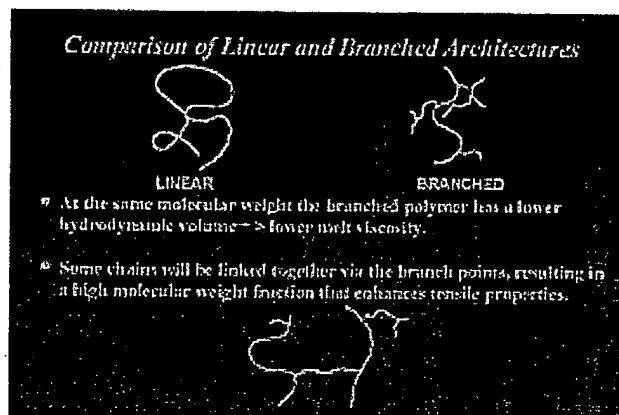 Comparison of Linear and Branched Architectures
LINEAR
BRANCHED
At the same molecular weight the branched polymer has a lower
hydrodynamic volume--> lower melt viscosity.
Some chains will be linked together via the branch points, resulting in
a high molecular weight fraction that enhances tensile properties.